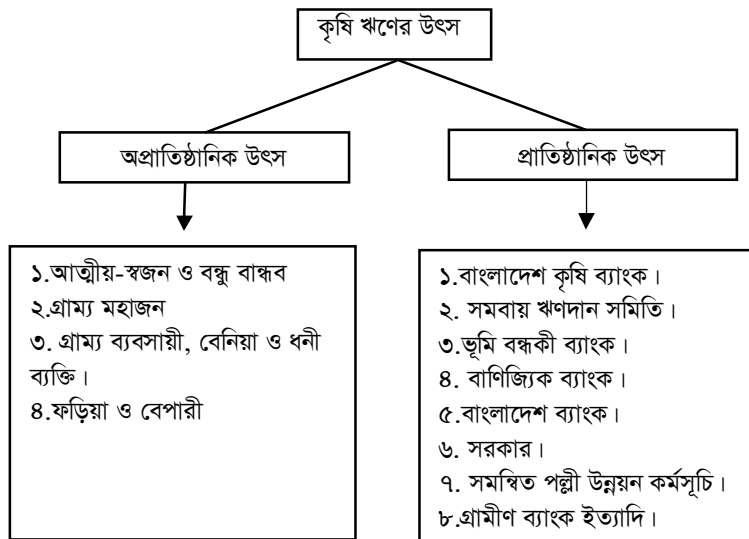 কৃষি ঋণের উৎস
অপ্রাতিষ্ঠানিক উৎস
১.আত্মীয়-স্বজন ও বন্ধু বান্ধব
২.গ্রাম্য মহাজন
৩. গ্রাম্য ব্যবসায়ী, বেনিয়া ও ধনী
ব্যক্তি।
৪.ফড়িয়া ও বেপারী
প্রাতিষ্ঠানিক উৎস
১.বাংলাদেশ কৃষি ব্যাংক।
২. সমবায় ঋণদান সমিতি।
৩.ভূমি বন্ধকী ব্যাংক।
৪. বাণিজ্যিক ব্যাংক।
৫.বাংলাদেশ ব্যাংক।
৬. সরকার।
৭. সমন্বিত পল্লী উন্নয়ন কর্মসূচি।
৮.গ্রামীণ ব্যাংক ইত্যাদি।